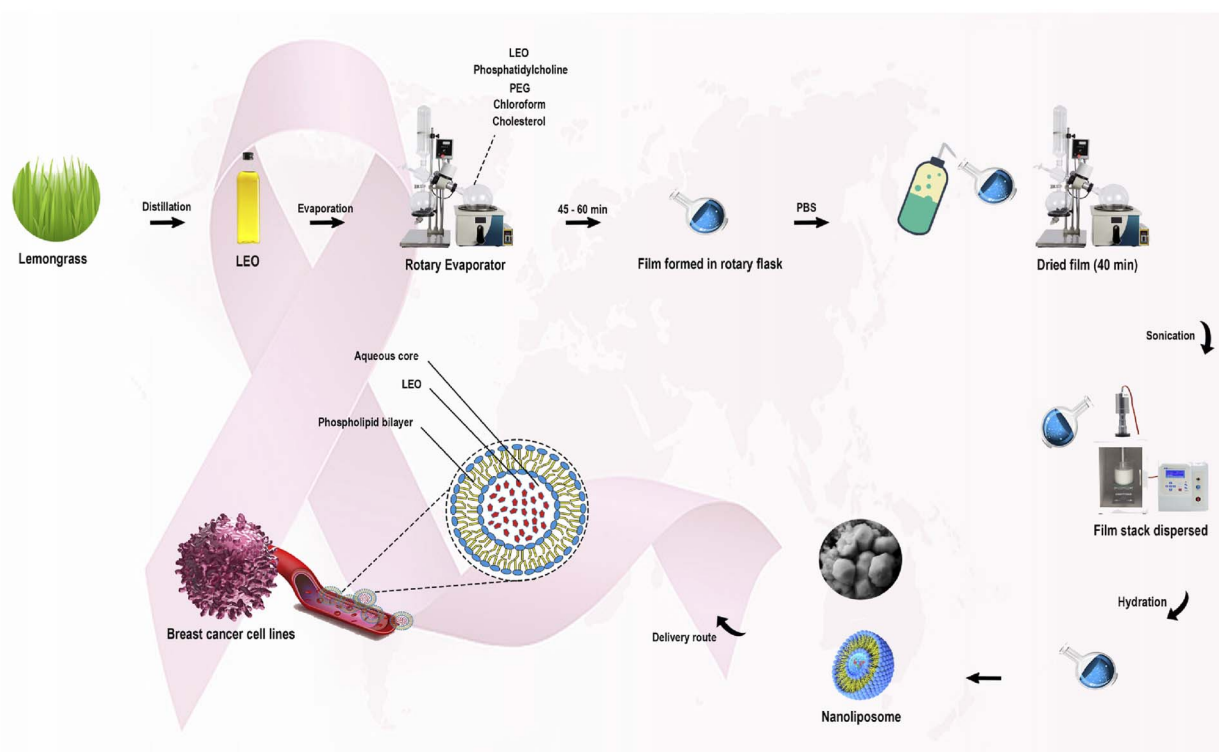 LEO
Phosphatidylcholine
PEG
Chloroform
Cholesterol
Distillation
Evaporation
45 - 60 min
PBS
Lemongrass
LEO
Rotary Evaporator
Film formed in rotary flask
Dried film (40 min)
Sonication
Aqueous core
LEO
Phospholipid bilayer
Film stack dispersed
Hydration
Breast cancer cell lines
Delivery route
Nanoliposome